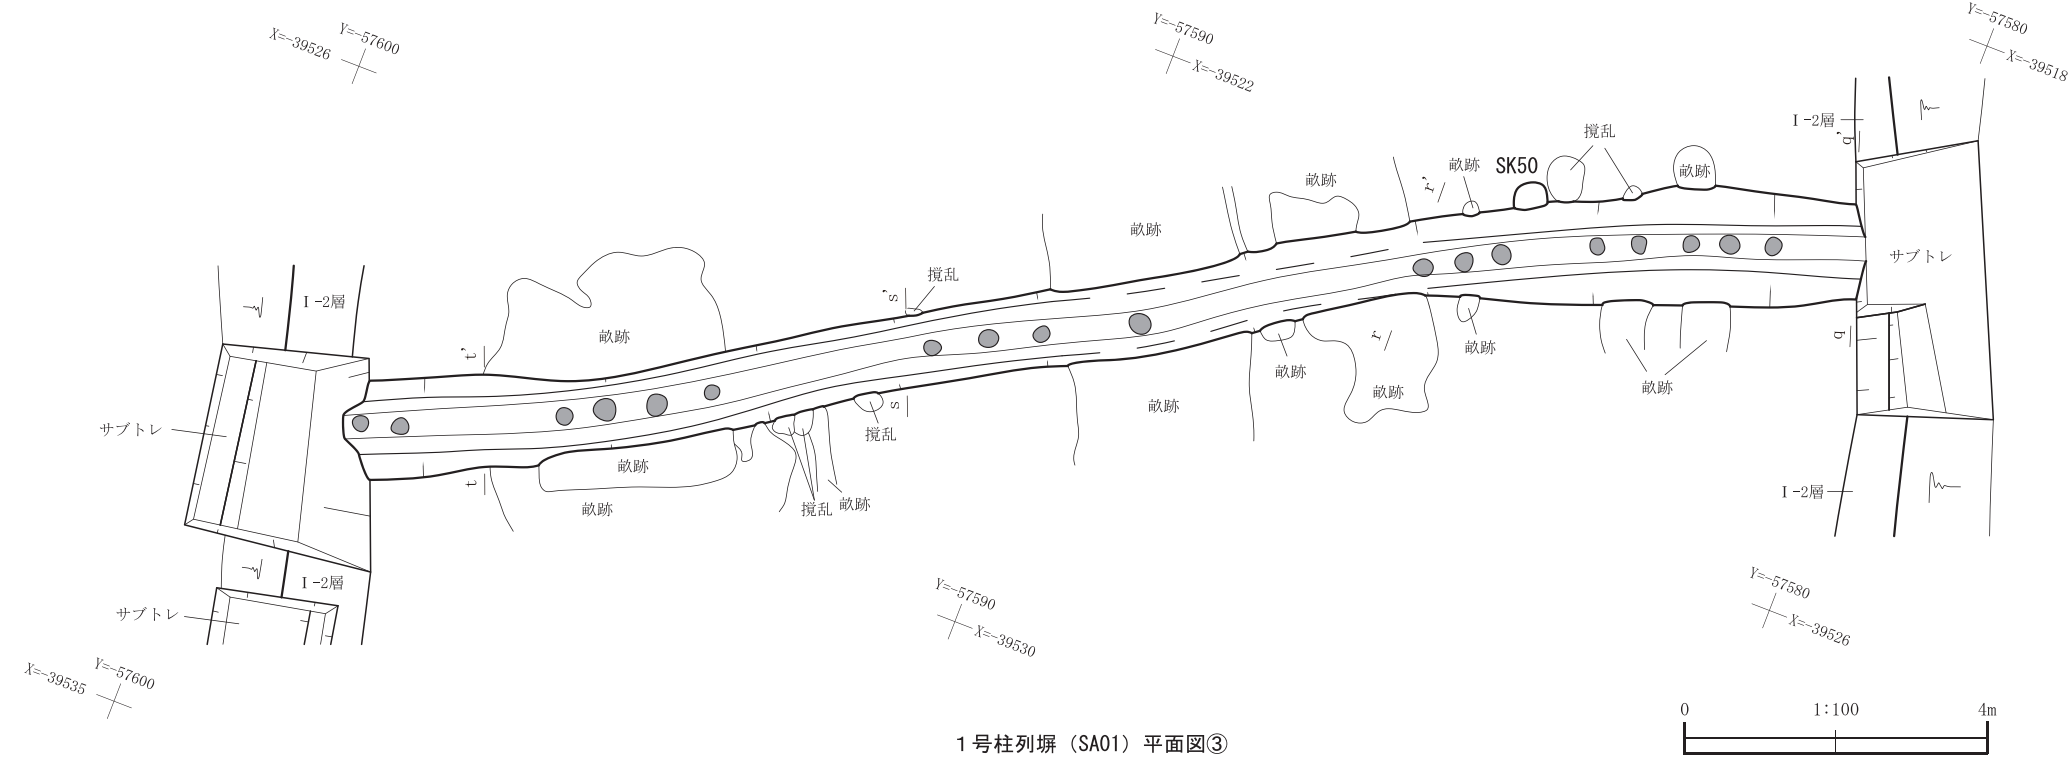 Y=-57600
X=-39526
Y=-57590
X=-39522
Y=-57580
X=-39518
Ⅰ-2層
q'
撹乱
畝跡
SK50
畝跡
r'
畝跡
畝跡
サブトレ
撹乱
s'
Ⅰ-2層
畝跡
t'
r
畝跡
畝跡
畝跡
畝跡
畝跡
q
畝跡
s
撹乱
サブトレ
畝跡
t
畝跡
撹乱
畝跡
Ⅰ-2層
Ⅰ-2層
サブトレ
Y=-57590
X=-39530
Y=-57580
X=-39526
Y=-57600
X=-39535
0 1:100 4m
1号柱列塀（SA01）平面図③